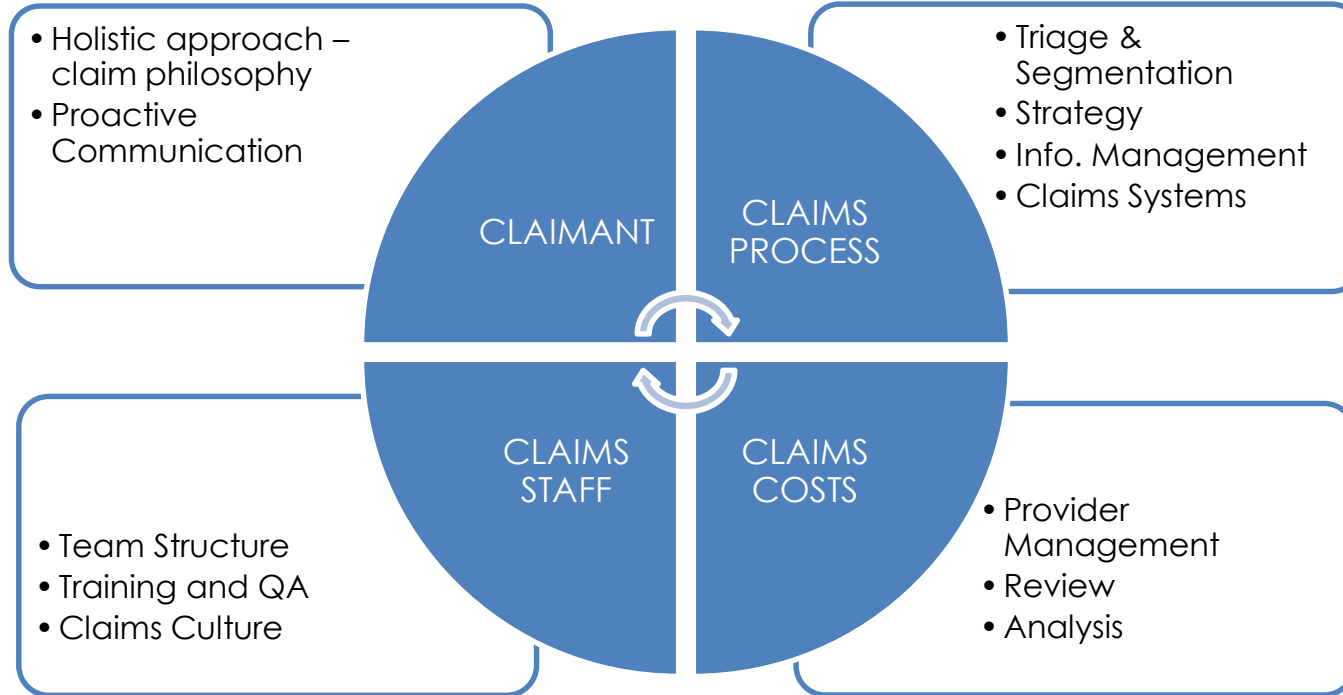 • Holistic approach –
claim philosophy
• Proactive
Communication
• Triage &
Segmentation
• Strategy
• Info. Management
• Claims Systems
CLAIMANT
CLAIMS
PROCESS
CLAIMS
STAFF
CLAIMS
COSTS
• Team Structure
• Training and QA
• Claims Culture
• Provider
Management
• Review
• Analysis